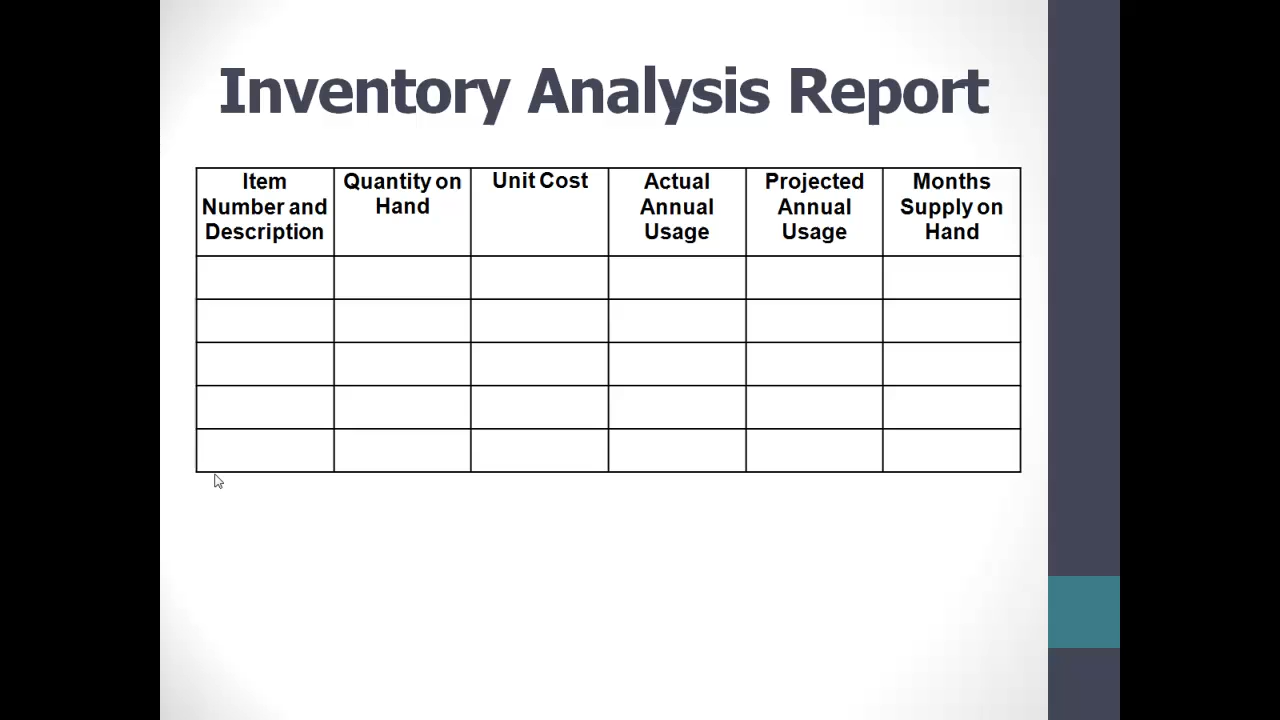 Inventory Analysis Report
Item
Number and
Description
Quantity on
Hand
Unit Cost
Actual
Annual
Usage
Projected
Annual
Usage
Months
Supply on
Hand